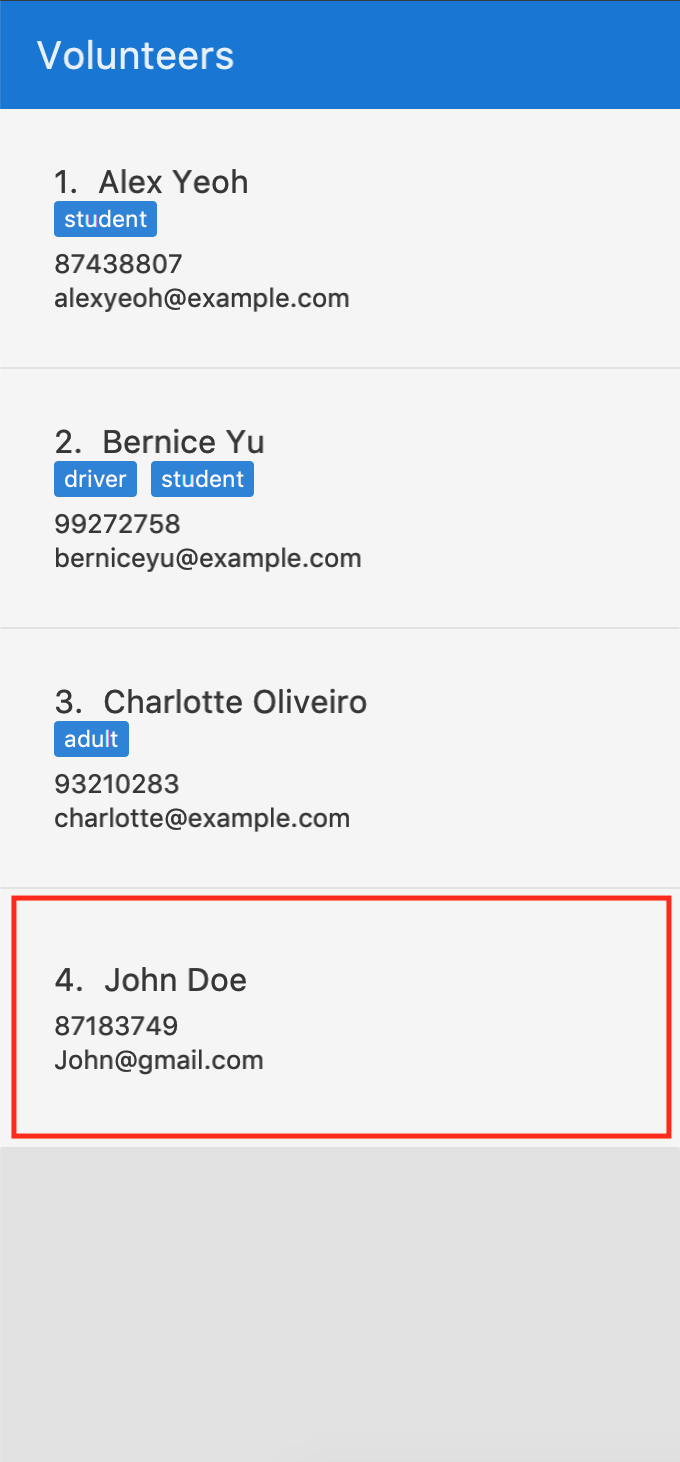 Volunteers
1. Alex Yeoh
student
87438807
alexyeoh@example.com
2. Bernice Yu
driver student
99272758
berniceyu@example.com
3. Charlotte Oliveiro
adult
93210283
charlotte@example.com
4. John Doe
87183749
John@gmail.com